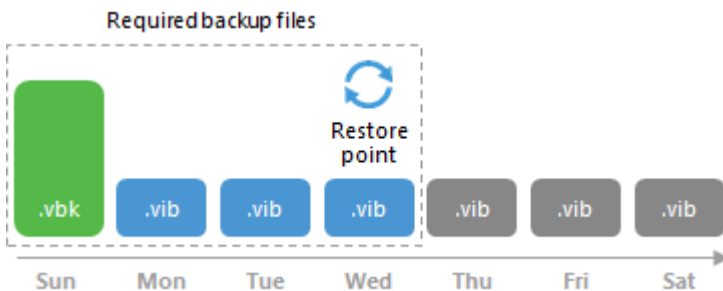 Required backup files
Restore
point
.vbk .vib .vib .vib .vib .vib .vib
Sun Mon Tue Wed Thu Fri Sat